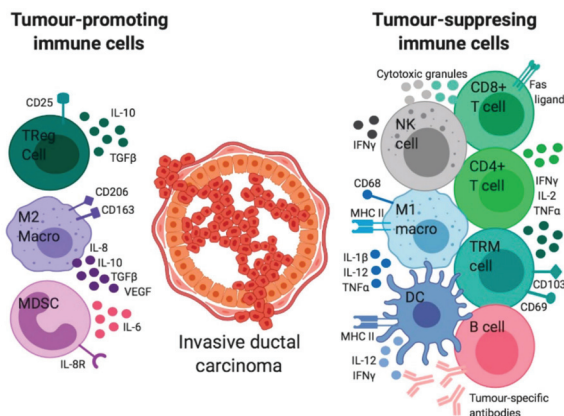 Tumour-promoting
immune cells
CD25
IL-10
TReg
Cell
TGFβ
CD206
CD163
M2
Macro
IL-8
IL-10
TGFβ
VEGF
MDSC
IL-6
IL-8R
Invasive ductal
carcinoma
Tumour-suppresing
immune cells
Cytotoxic granules
CD8+
T cell
Fas
ligand
NK
cell
IFNγ
CD4+
T cell
IFNγ
IL-2
TNFα
CD68
MHC II
M1
macro
TRM
cell
CD103
CD69
IL-1β
IL-12
TNFα
DC
MHC II
B cell
IL-12
IFNγ
Tumour-specific
antibodies